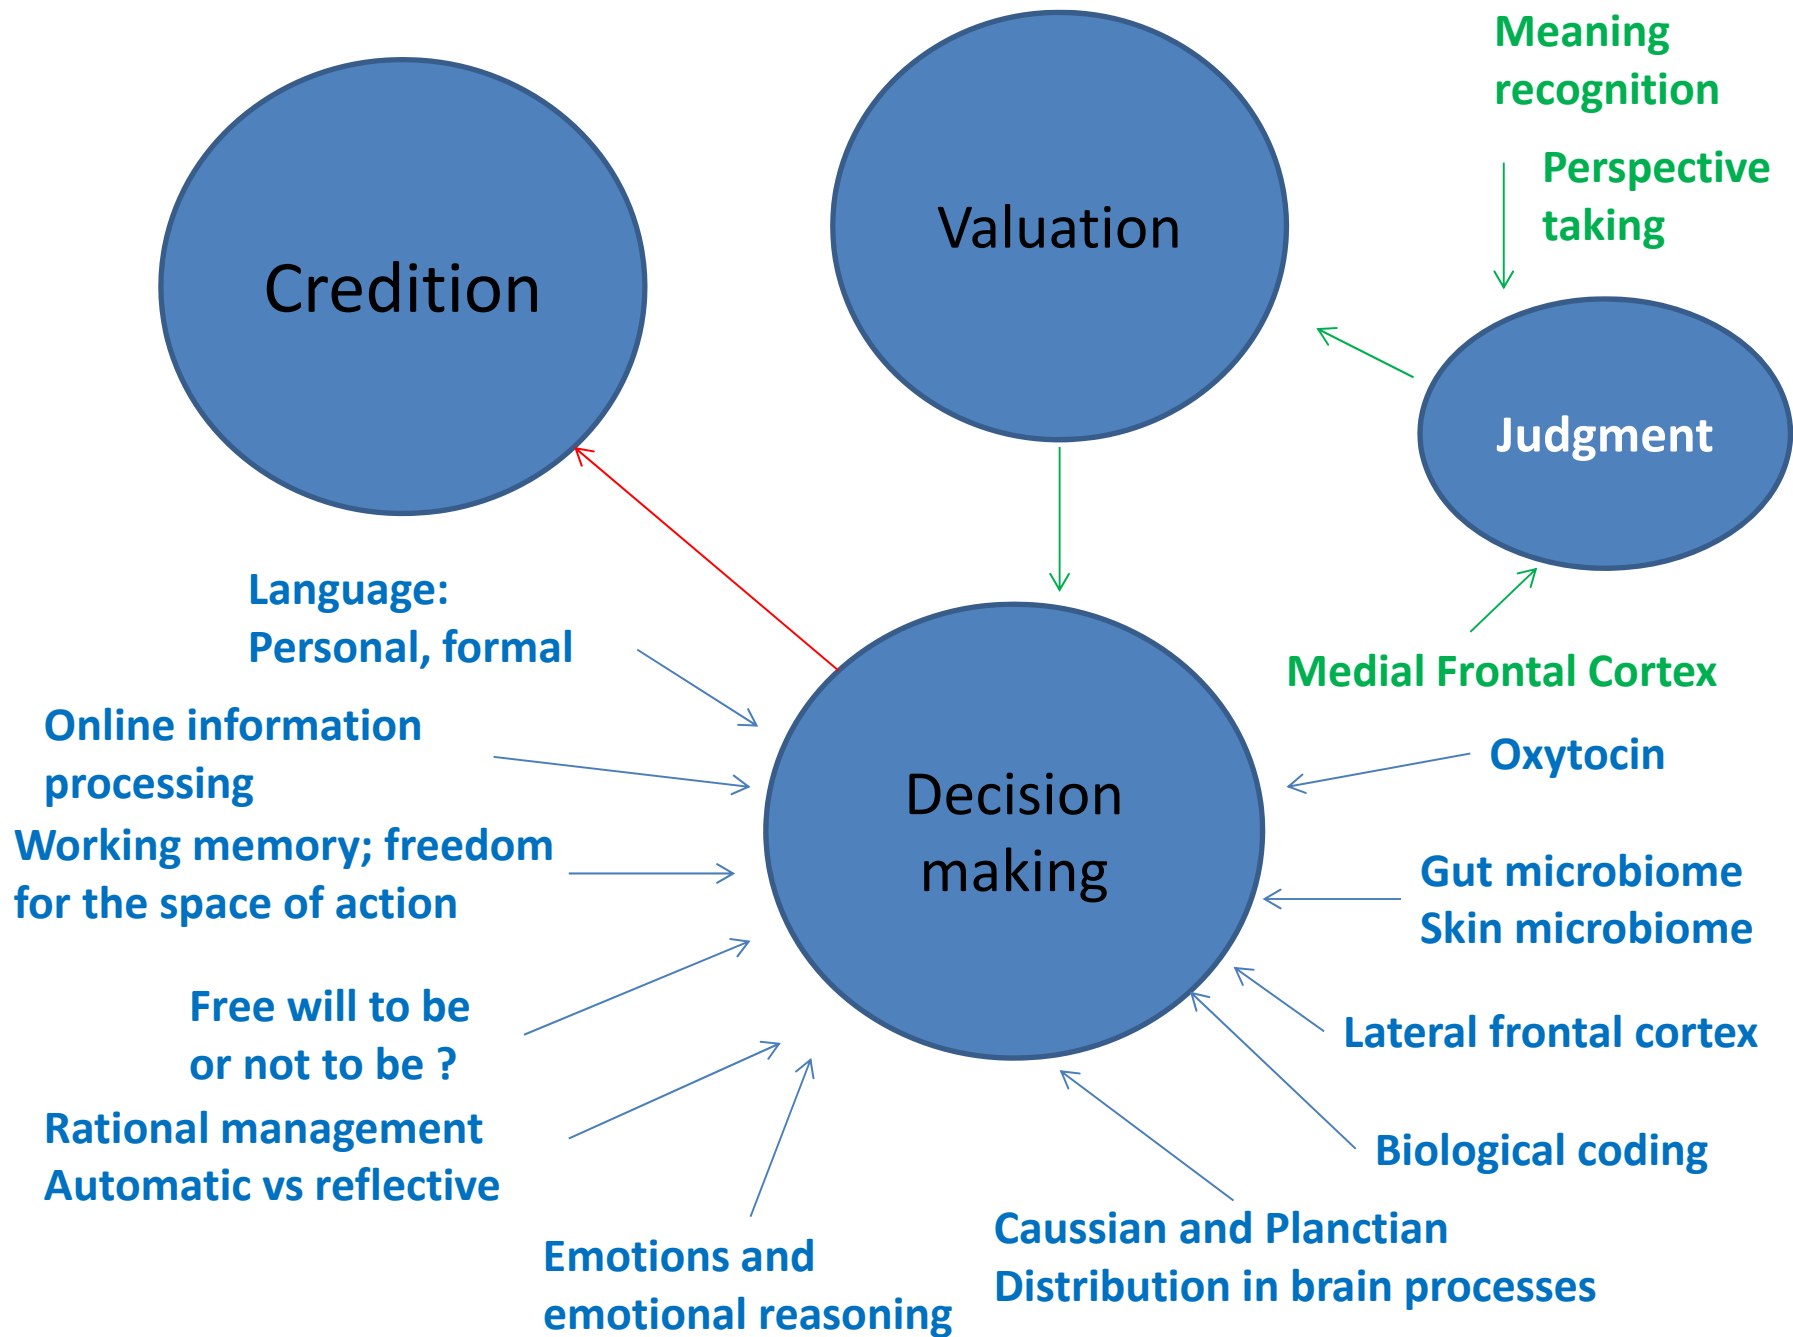 Meaning
recognition
Perspective
taking
Valuation
Credition
Judgment
Language:
Personal, formal
Medial Frontal Cortex
Online information
processing
Oxytocin
Decision
making
Working memory; freedom
for the space of action
Gut microbiome
Skin microbiome
Free will to be
or not to be ?
Lateral frontal cortex
Rational management
Automatic vs reflective
Biological coding
Emotions and
emotional reasoning
Caussian and Planctian
Distribution in brain processes